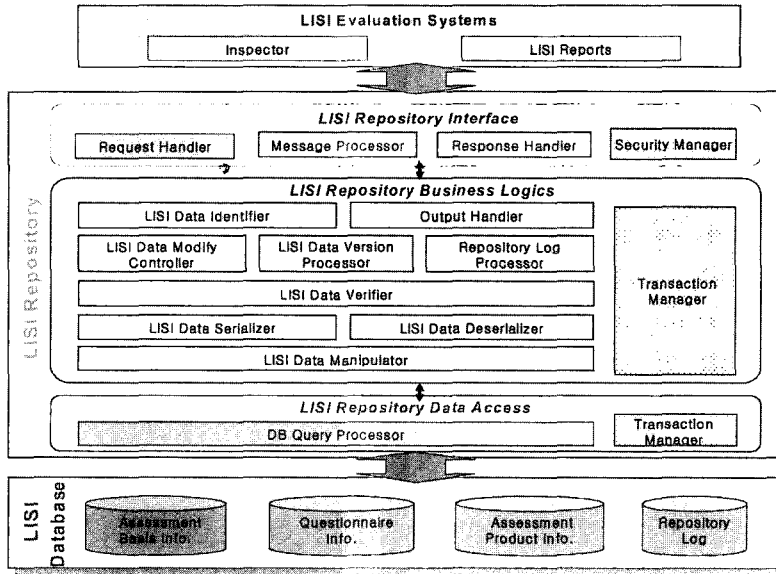 LISI Evaluation Systems
Inspector
LISI Reports
LISI Repository
LISI Repository Interface
Request Handler
Message Processor
Response Handler
Security Manager
LISI Repository Business Logics
LISI Data Identifier
Output Handler
LISI Data Modify
Controller
LISI Data Version
Processor
Repository Log
Processor
Transaction
Manager
LISI Data Verifier
LISI Data Serializer
LISI Data Deserializer
LISI Data Manipulator
LISI Repository Data Access
DB Query Processor
Transaction
Manager
LISI
Database
Assessment
Basis Info.
Questionnaire
Info.
Assessment
Product Info.
Repository
Log